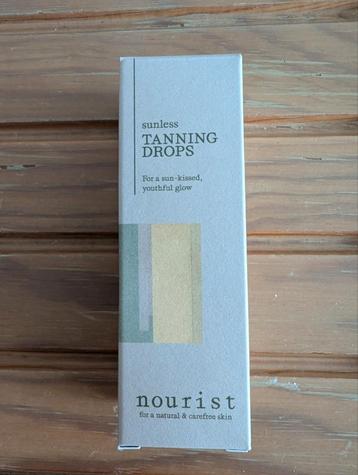 sunless
TANNING
DROPS
For a sun-kissed,
youthful glow
nourist
for a natural & carefree skin